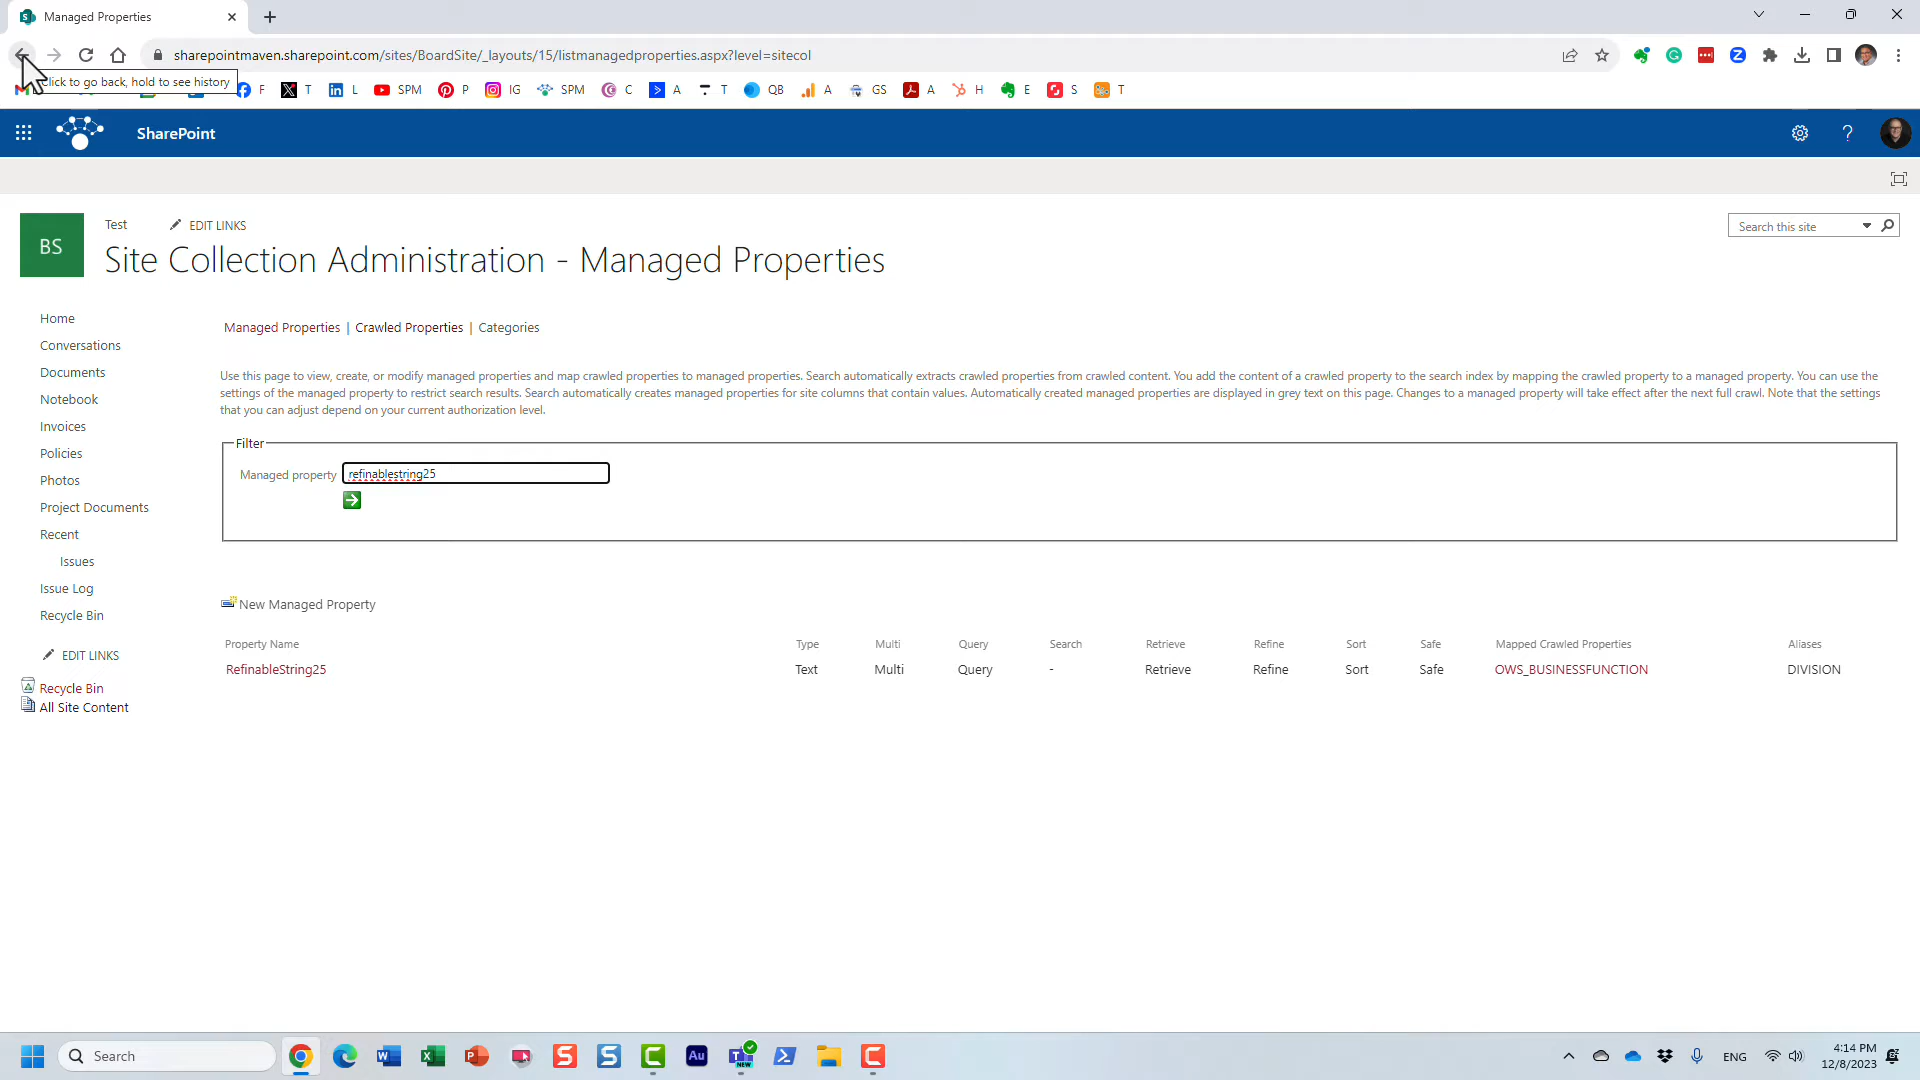 Managed Properties
sharepointmaven.sharepoint.com/sites/BoardSite/_layouts/15/listmanagedproperties.aspx?level=sitecol
Click to go back, hold to see history
F
T
L
SPM
P
IG
SPM
C
A
T
QB
A
GS
A
H
E
S
T
SharePoint
BS
Test
EDIT LINKS
Search this site
Site Collection Administration - Managed Properties
Home
Conversations
Documents
Notebook
Invoices
Policies
Photos
Project Documents
Recent
Issues
Issue Log
Recycle Bin
EDIT LINKS
Recycle Bin
All Site Content
Managed Properties | Crawled Properties | Categories
Use this page to view, create, or modify managed properties and map crawled properties to managed properties. Search automatically extracts crawled properties from crawled content. You add the content of a crawled property to the search index by mapping the crawled property to a managed property. You can use the
settings of the managed property to restrict search results. Search automatically creates managed properties for site columns that contain values. Automatically created managed properties are displayed in grey text on this page. Changes to a managed property will take effect after the next full crawl. Note that the settings
that you can adjust depend on your current authorization level.
Filter
Managed property refinablestring25
New Managed Property
Property Name Type Multi Query Search Retrieve Refine Sort Safe Mapped Crawled Properties Aliases
RefinableString25 Text Multi Query - Retrieve Refine Sort Safe OWS_BUSINESSFUNCTION DIVISION
Search
Au
NEW
ENG
4:14 PM
12/8/2023